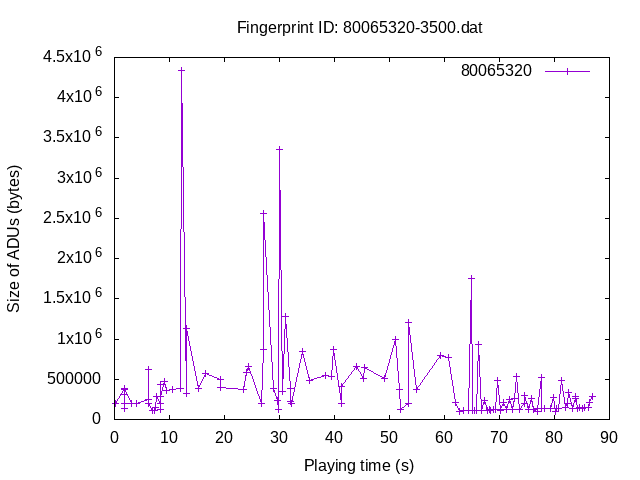 Fingerprint ID: 80065320-3500.dat
80065320
Size of ADUs (bytes)
4.5x10^6
4x10^6
3.5x10^6
3x10^6
2.5x10^6
2x10^6
1.5x10^6
1x10^6
500000
0
0 10 20 30 40 50 60 70 80 90
Playing time (s)